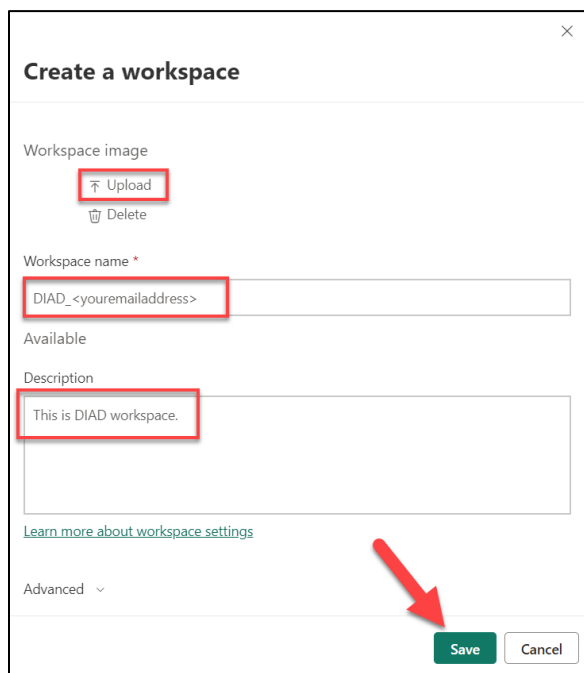 Create a workspace
Workspace image
Upload
Delete
Workspace name *
DIAD_<youremailaddress>
Available
Description
This is DIAD workspace.
Learn more about workspace settings
Advanced
Save Cancel